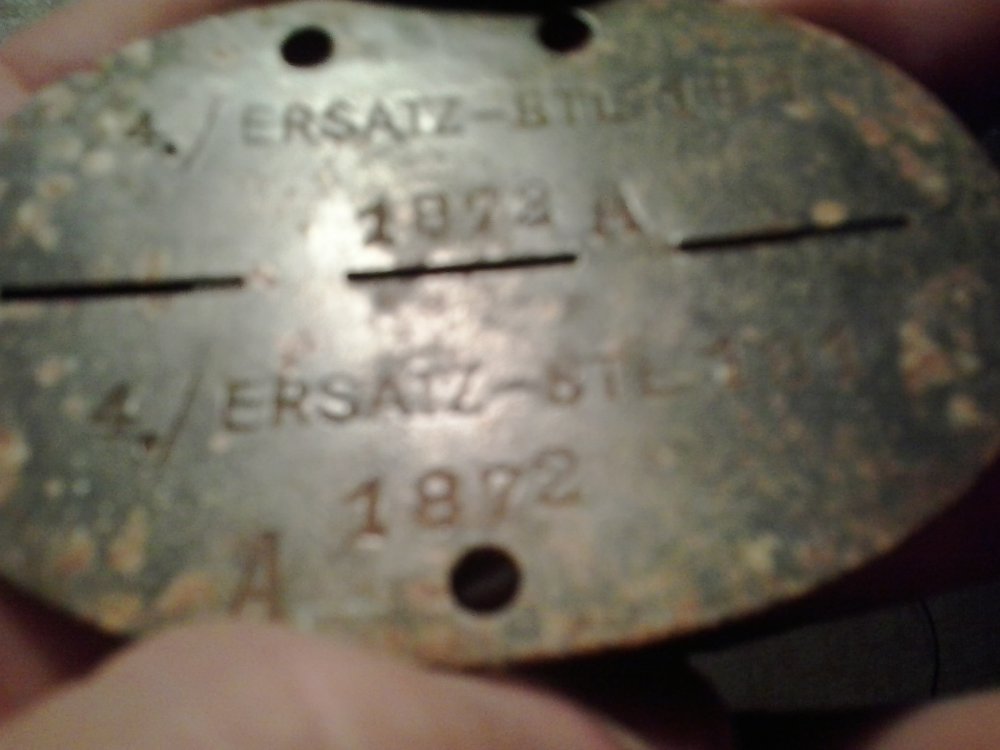 4./ ERSATZ-BTL
1872 A
4./ ERSATZ-BTL
1872
A